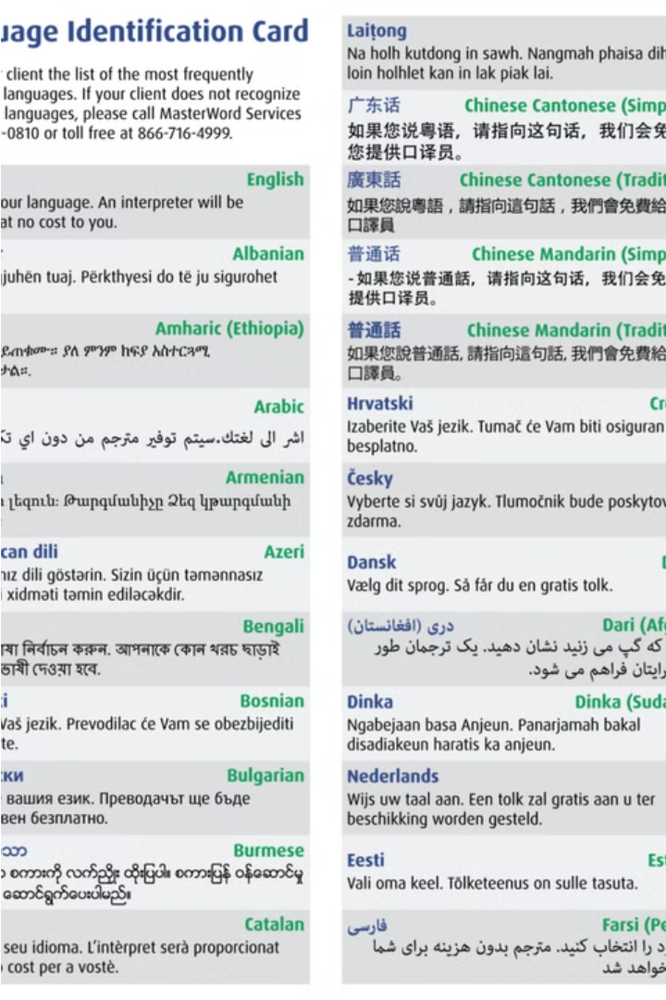 Identification Card
client the list of the most frequently
languages. If your client does not recognize
languages, please call MasterWord Services
-0810 or toll free at 866-716-4999.
English
our language. An interpreter will be
at no cost to you.
Albanian
tuaj. Përkthyesi do të ju sigurohet
Amharic (Ethiopia)
ይጠቁሙ። ያለ ምንም ከፍያ አስተርጓሚ
Arabic
اشر الى لغتك.سيتم توفير مترجم من دون اي
Armenian
լեզուն: Թարգմանիչը Ձեզ կթարգմանի
can dili
Azeri
dili göstərin. Sizin üçün təmənnasız
xidməti təmin ediləcəkdir.
Bengali
নির্বাচন করুন. আপনাকে কোন খরচ ছাড়াই
দেওয়া হবে.
Bosnian
Vaš jezik. Prevodilac će Vam se obezbijediti
Bulgarian
вашия език. Преводачът ще бъде
безплатно.
Burmese
စကားကို လက်ညှိုး ထိုးပြပါ။ စကားပြန် ဝန်ဆောင်မှု
ဆောင်ရွက်ပေးပါမည်။
Catalan
seu idioma. L'intèrpret serà proporcionat
cost per a vostè.
Laiţong
Na holh kutdong in sawh. Nangmah phaisa dih
loin holhlet kan in lak piak lai.
广东话 Chinese Cantonese (Simp
如果您说粤语，请指向这句话，我们会免
您提供口译员。
廣東話 Chinese Cantonese (Tradit
如果您說粵語，請指向這句話，我們會免費給
口譯員
普通话 Chinese Mandarin (Simp
-如果您说普通話，请指向这句话，我们会免
提供口译员。
普通話 Chinese Mandarin (Tradit
如果您說普通話, 請指向這句話, 我們會免費給
口譯員。
Hrvatski Cr
Izaberite Vaš jezik. Tumač će Vam biti osiguran
besplatno.
Česky
Vyberte si svůj jazyk. Tlumočnik bude poskytov
zdarma.
Dansk
Vælg dit sprog. Så får du en gratis tolk.
دری (افغانستان) Dari (Af
که گپ می زنید نشان دهید. یک ترجمان طور
رایتان فراهم می شود.
Dinka Dinka (Suda
Ngabejaan basa Anjeun. Panarjamah bakal
disadiakeun haratis ka anjeun.
Nederlands
Wijs uw taal aan. Een tolk zal gratis aan u ter
beschikking worden gesteld.
Eesti Est
Vali oma keel. Tõlketeenus on sulle tasuta.
فارسی Farsi (Pe
را انتخاب کنید. مترجم بدون هزینه برای شما
خواهد شد